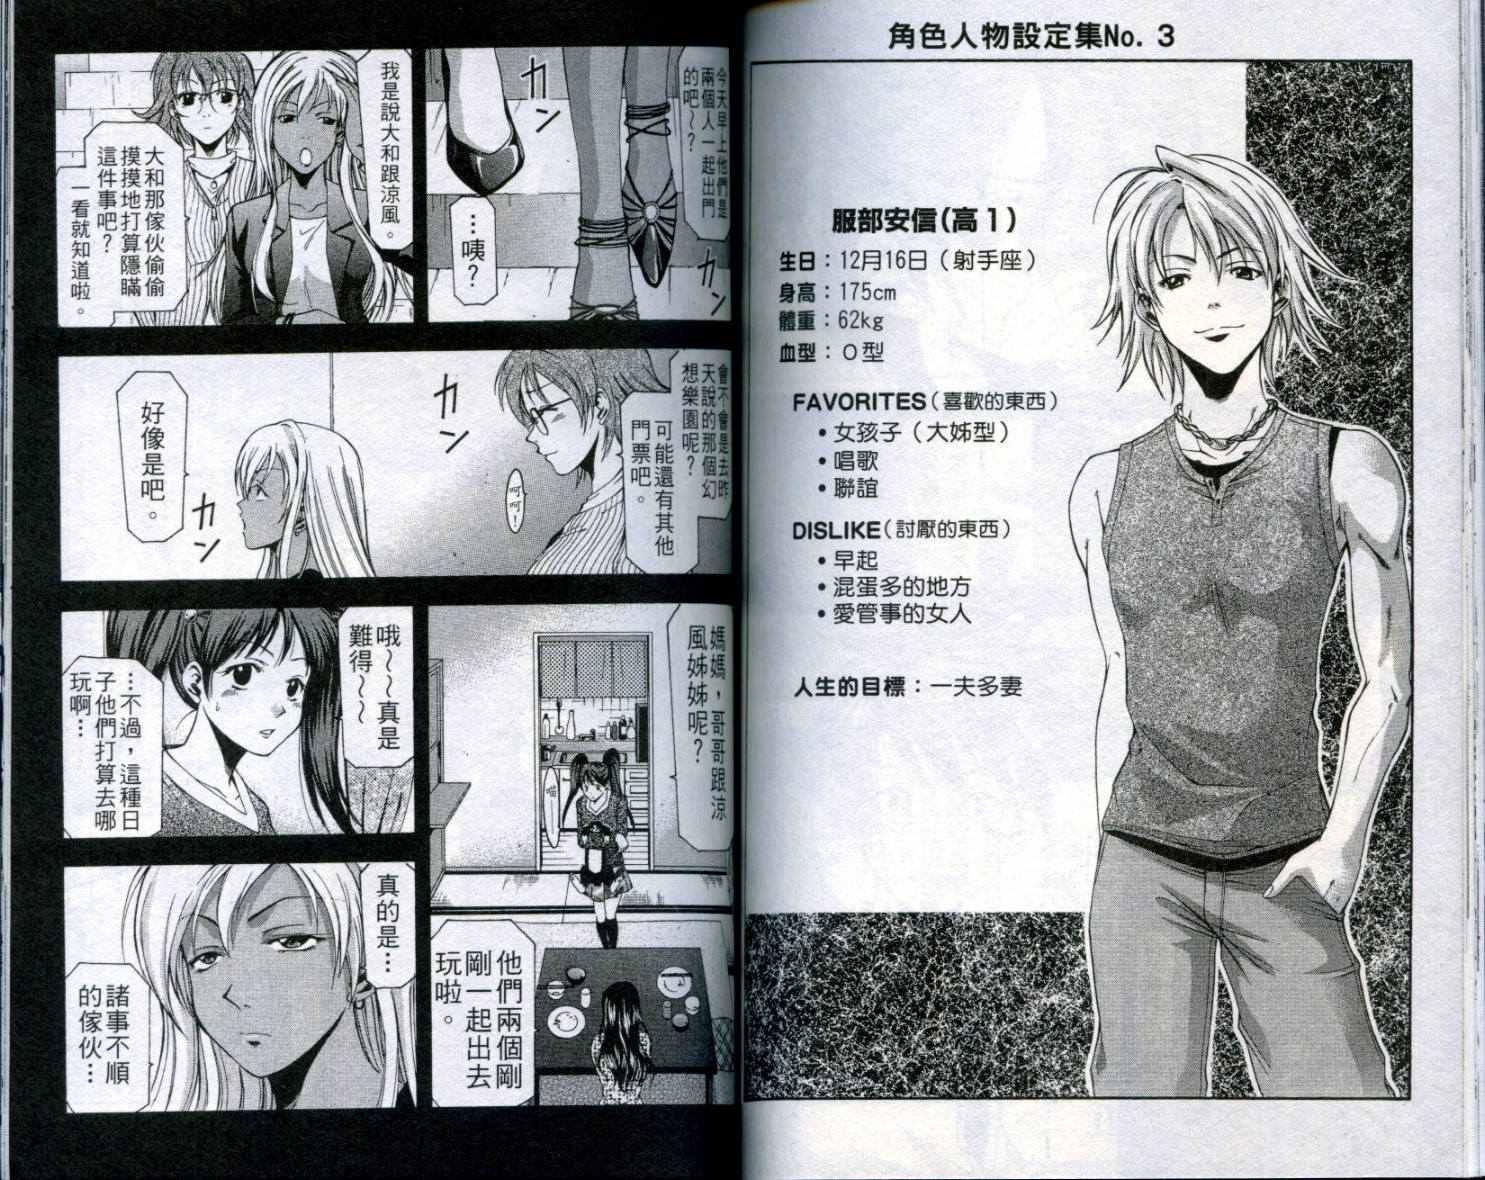 角色人物設定集No. 3
服部安信(高1)
生日：12月16日（射手座）
身高：175cm
體重：62kg
血型：O型
FAVORITES（喜歡的東西）
•女孩子（大姊型）
•唱歌
•聯誼
DISLIKE（討厭的東西）
•早起
•混蛋多的地方
•愛管事的女人
人生的目標：一夫多妻
今天早上他們是
兩個人一起出門
的吧～？
カン
カン
…咦？
我是說大和跟涼風。
大和那傢伙偷偷
摸摸地打算隱瞞
這件事吧？
一看就知道啦。
會不會是去昨
天說的那個幻
想樂園呢？
可能還有其他
門票吧。
呵呵！
カン
カン
好像是吧。
媽媽，哥哥跟涼
風姊姊呢？
喵
他們兩個剛
剛一起出去
玩啦。
哦～～真是
難得～～
…不過，這種日
子他們打算去哪
玩啊…
真的是…
諸事不順
的傢伙…